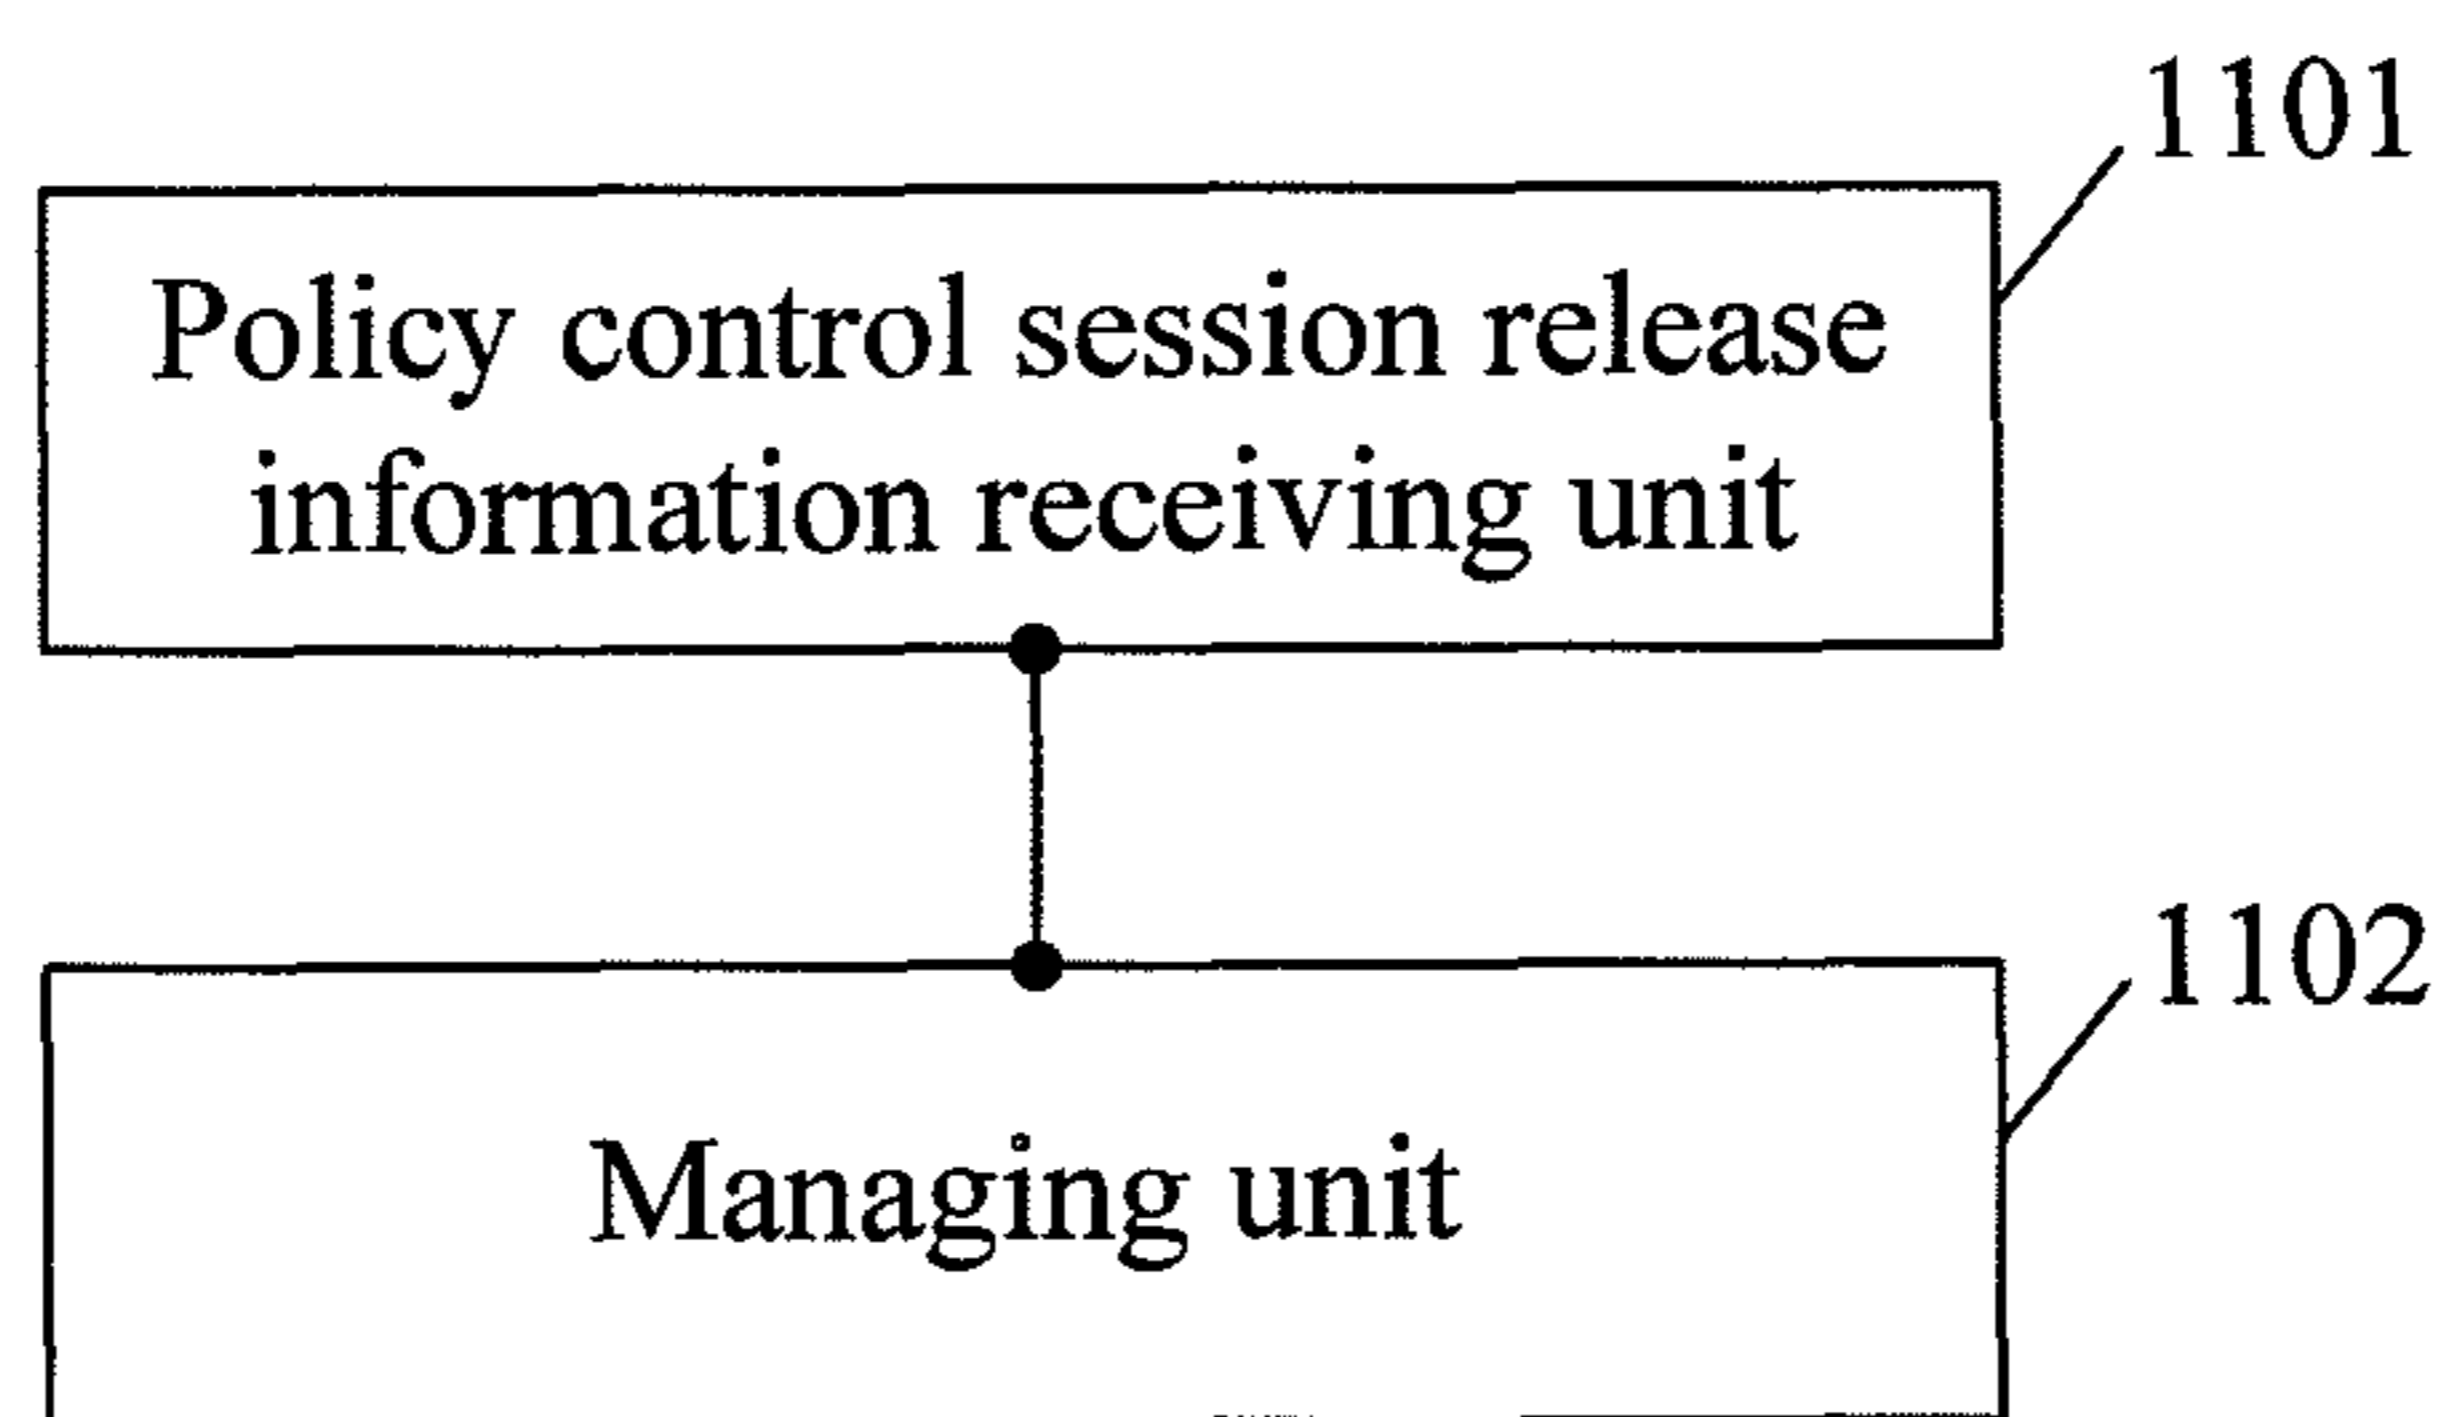 1101
Policy control session release
information receiving unit
1102
Managing unit